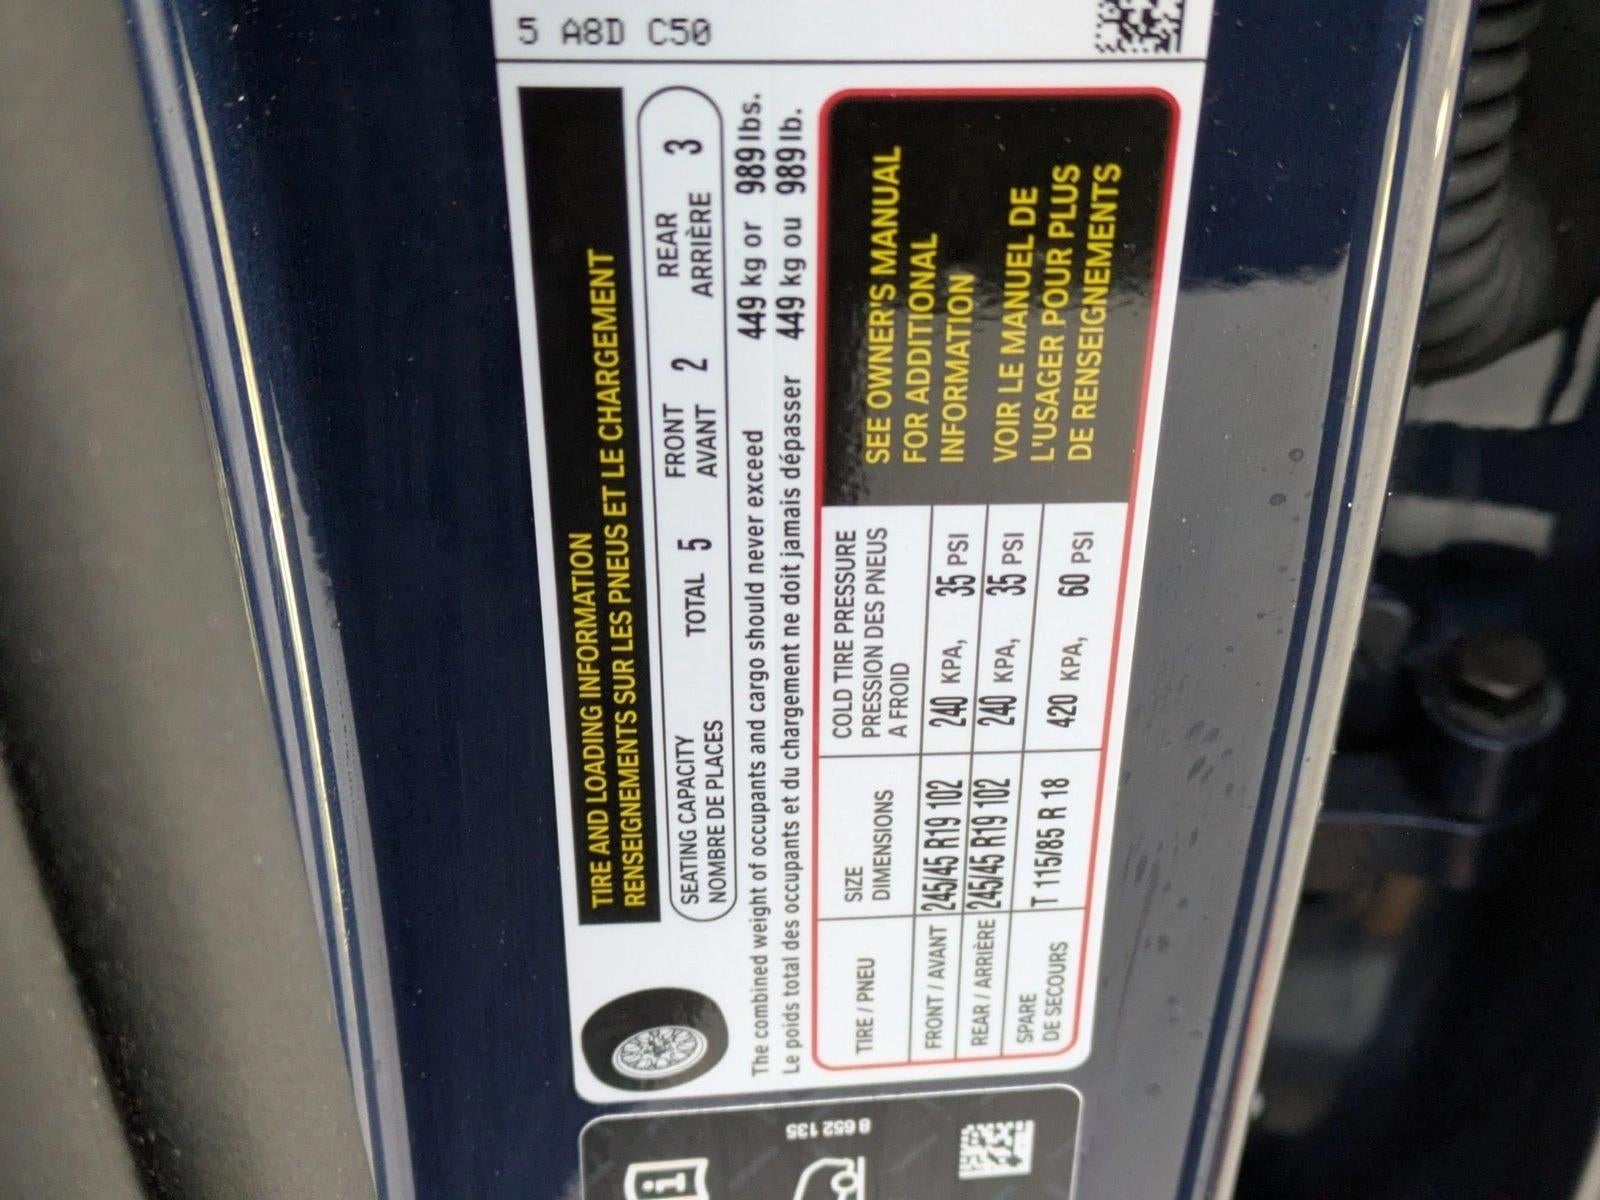 5 A8D C50
TIRE AND LOADING INFORMATION
RENSEIGNEMENTS SUR LES PNEUS ET LE CHARGEMENT
SEATING CAPACITY TOTAL 5 FRONT 2 REAR 3
NOMBRE DE PLACES AVANT ARRIÈRE
The combined weight of occupants and cargo should never exceed 449 kg or 989 lbs.
Le poids total des occupants et du chargement ne doit jamais dépasser 449 kg ou 989 lb.
TIRE / PNEU SIZE DIMENSIONS COLD TIRE PRESSURE
PRESSION DES PNEUS
A FROID
FRONT / AVANT 245/45 R19 102 240 KPA, 35 PSI
REAR / ARRIÈRE 245/45 R19 102 240 KPA, 35 PSI
SPARE
DE SECOURS T 115/85 R 18 420 KPA, 60 PSI
SEE OWNER'S MANUAL
FOR ADDITIONAL
INFORMATION
VOIR LE MANUEL DE
L'USAGER POUR PLUS
DE RENSEIGNEMENTS
8 652 135
i